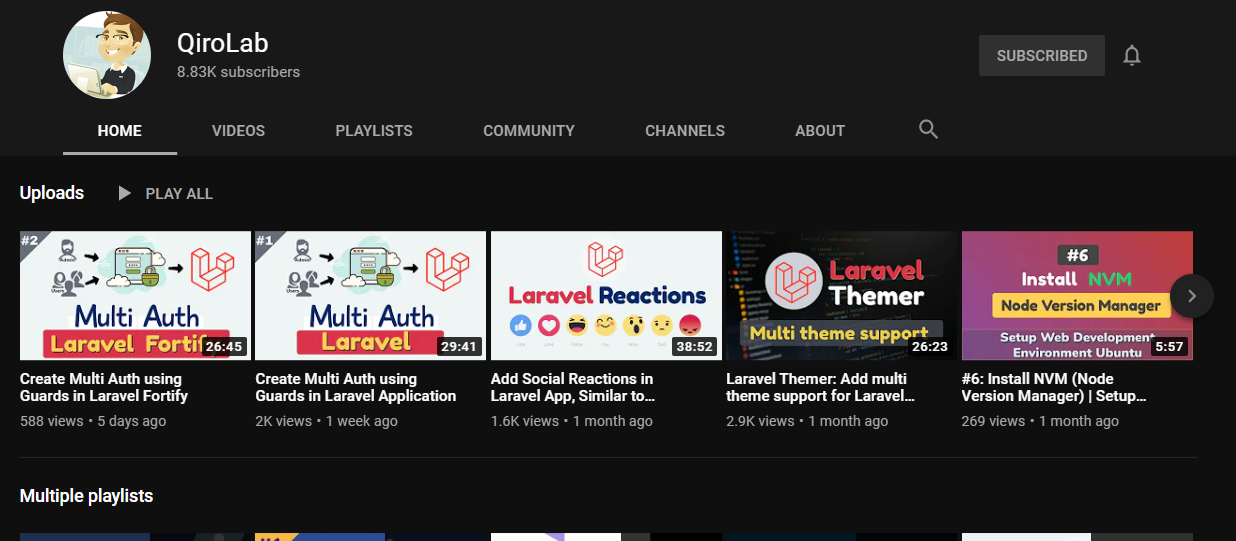 QiroLab
8.83K subscribers
SUBSCRIBED
HOME
VIDEOS
PLAYLISTS
COMMUNITY
CHANNELS
ABOUT
Uploads
PLAY ALL
#2
Admin
Users
Multi Auth
Laravel Fortif
26:45
Create Multi Auth using
Guards in Laravel Fortify
588 views • 5 days ago
#1
Admin
Users
Multi Auth
Laravel
29:41
Create Multi Auth using
Guards in Laravel Application
2K views • 1 week ago
Laravel Reactions
38:52
Add Social Reactions in
Laravel App, Similar to...
1.6K views • 1 month ago
Laravel
Themer
Multi theme support
26:23
Laravel Themer: Add multi
theme support for Laravel...
2.9K views • 1 month ago
#6
Install NVM
Node Version Manager
Setup Web Development
Environment Ubuntu
5:57
#6: Install NVM (Node
Version Manager) | Setup...
269 views • 1 month ago
Multiple playlists